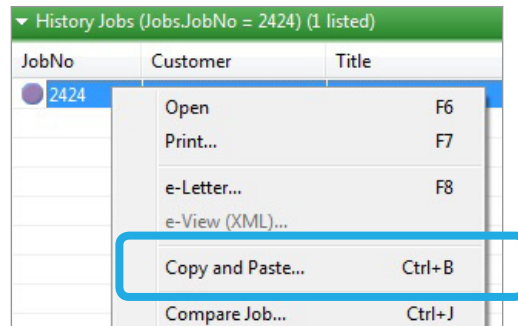 History Jobs (Jobs.JobNo = 2424) (1 listed)
JobNo Customer Title
2424
Open F6
Print... F7
e-Letter... F8
e-View (XML)...
Copy and Paste... Ctrl+B
Compare Job... Ctrl+J